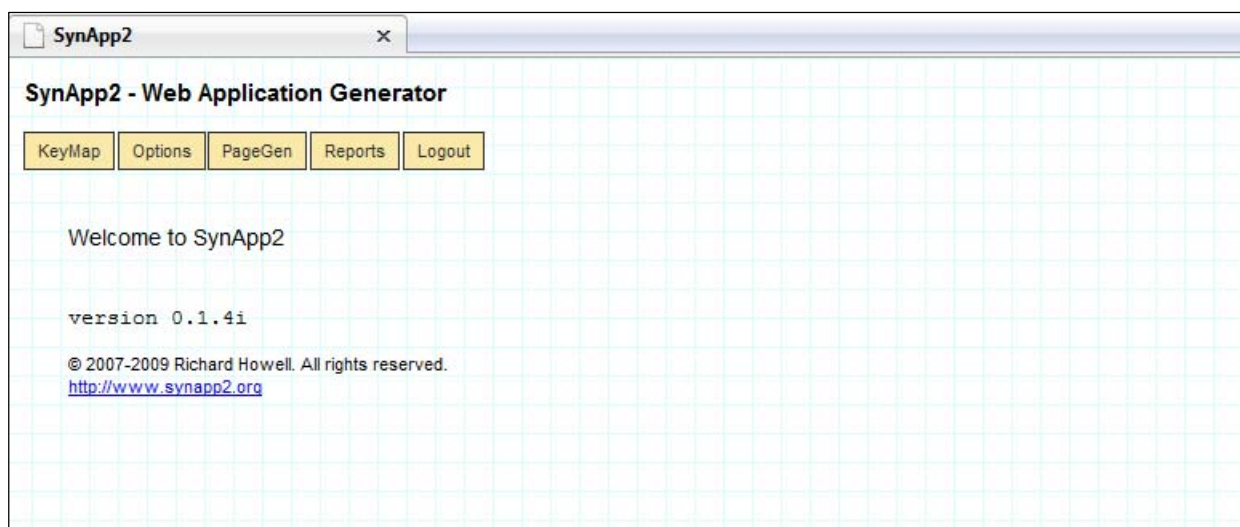 SynApp2
SynApp2 - Web Application Generator
KeyMap Options PageGen Reports Logout
Welcome to SynApp2
version 0.1.4i
© 2007-2009 Richard Howell. All rights reserved.
http://www.synapp2.org